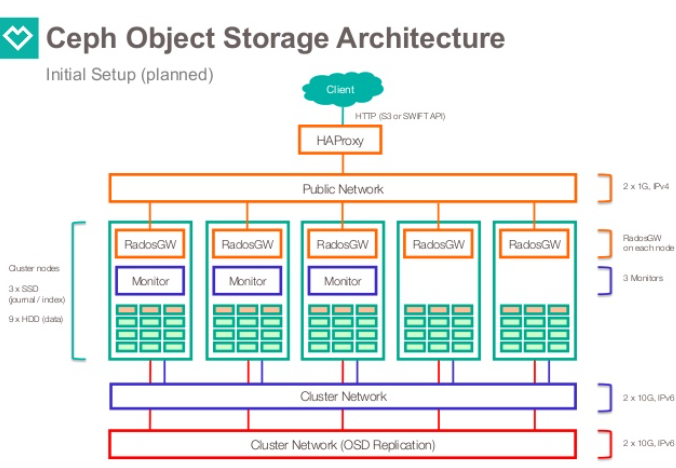 Ceph Object Storage Architecture
Initial Setup (planned)
Client
HTTP (S3 or SWIFT API)
HAProxy
Public Network
2 x 1G, IPv4
RadosGW
RadosGW
RadosGW
RadosGW
RadosGW
RadosGW
on each node
Monitor
Monitor
Monitor
3 Monitors
Cluster nodes
3 x SSD
(journal / index)
9 x HDD (data)
Cluster Network
2 x 10G, IPv6
Cluster Network (OSD Replication)
2 x 10G, IPv6